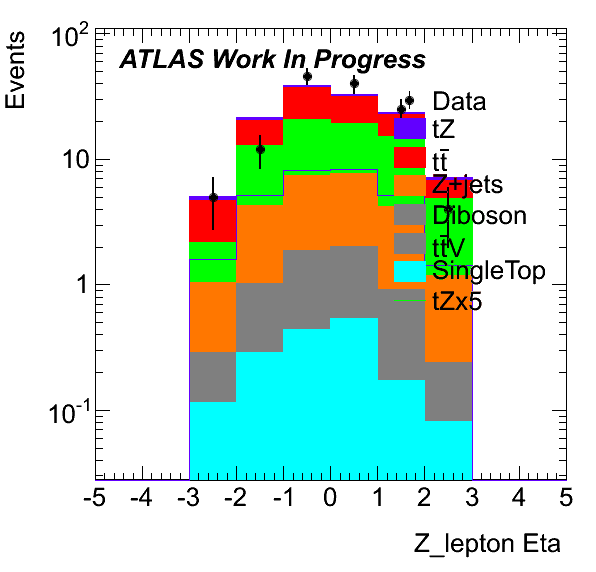 10²
ATLAS Work In Progress
Events
Data
tZ
tt̄
Z+jets
Diboson
tt̄V
SingleTop
tZx5
10
1
10⁻¹
-5 -4 -3 -2 -1 0 1 2 3 4 5
Z_lepton Eta